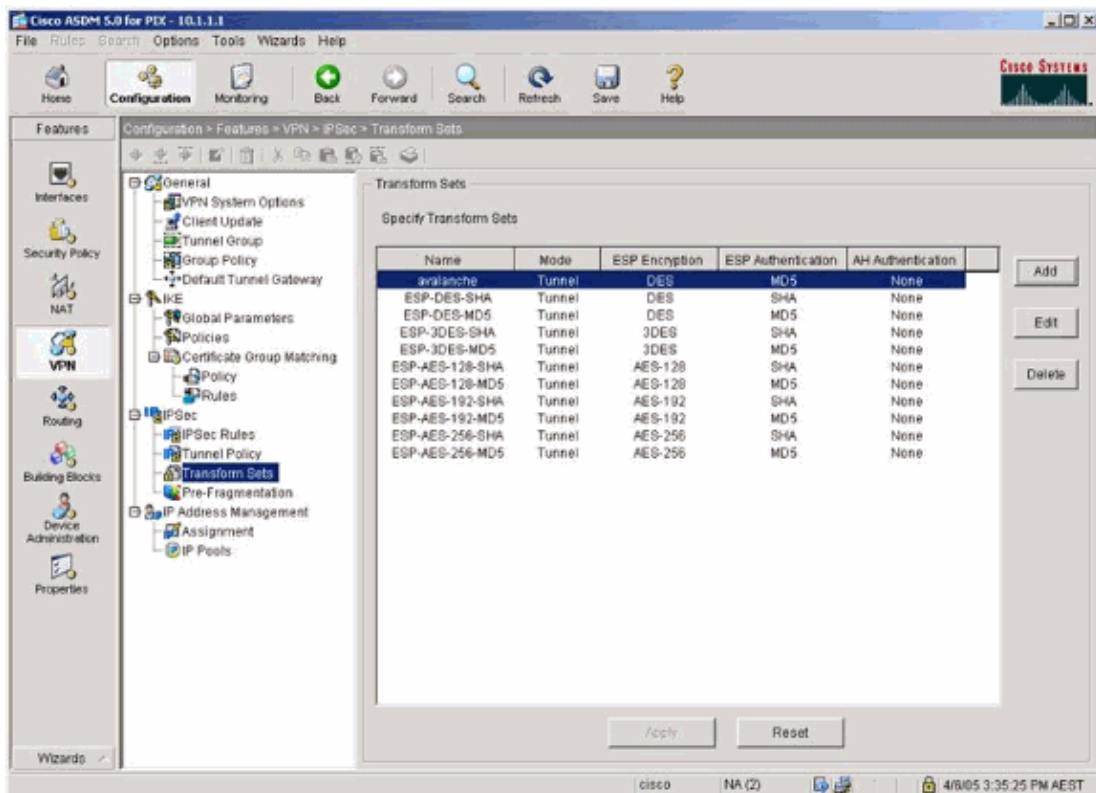 Cisco ASDM 5.0 for PIX - 10.1.1.1
File Rules Search Options Tools Wizards Help
Home Configuration Monitoring Back Forward Search Refresh Save Help
CISCO SYSTEMS
Features
Configuration > Features > VPN > IPSec > Transform Sets
Interfaces
Security Policy
NAT
VPN
Routing
Building Blocks
Device Administration
Properties
Wizards
General
VPN System Options
Client Update
Tunnel Group
Group Policy
Default Tunnel Gateway
IKE
Global Parameters
Policies
Certificate Group Matching
Policy
Rules
IPSec
IPSec Rules
Tunnel Policy
Transform Sets
Pre-Fragmentation
IP Address Management
Assignment
IP Pools
Transform Sets
Specify Transform Sets
Name Mode ESP Encryption ESP Authentication AH Authentication
avalanche Tunnel DES MD5 None
ESP-DES-SHA Tunnel DES SHA None
ESP-DES-MD5 Tunnel DES MD5 None
ESP-3DES-SHA Tunnel 3DES SHA None
ESP-3DES-MD5 Tunnel 3DES MD5 None
ESP-AES-128-SHA Tunnel AES-128 SHA None
ESP-AES-128-MD5 Tunnel AES-128 MD5 None
ESP-AES-192-SHA Tunnel AES-192 SHA None
ESP-AES-192-MD5 Tunnel AES-192 MD5 None
ESP-AES-256-SHA Tunnel AES-256 SHA None
ESP-AES-256-MD5 Tunnel AES-256 MD5 None
Add
Edit
Delete
Apply Reset
cisco NA (2) 4/8/05 3:35:25 PM AEST